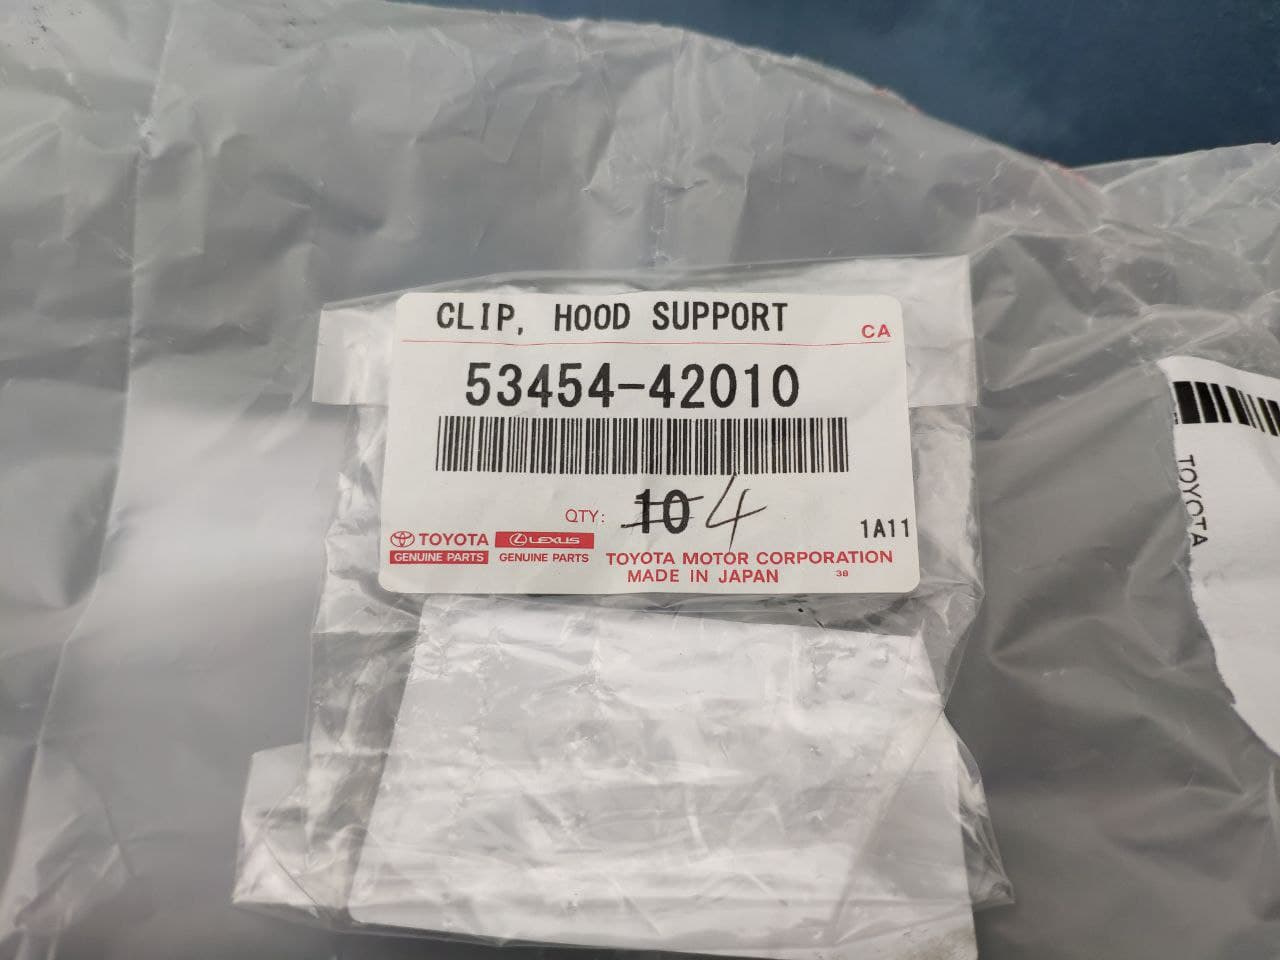 CLIP, HOOD SUPPORT
CA
53454-42010
QTY: 10 4
1A11
TOYOTA LEXUS
GENUINE PARTS GENUINE PARTS
TOYOTA MOTOR CORPORATION
MADE IN JAPAN 38
TOYOTA